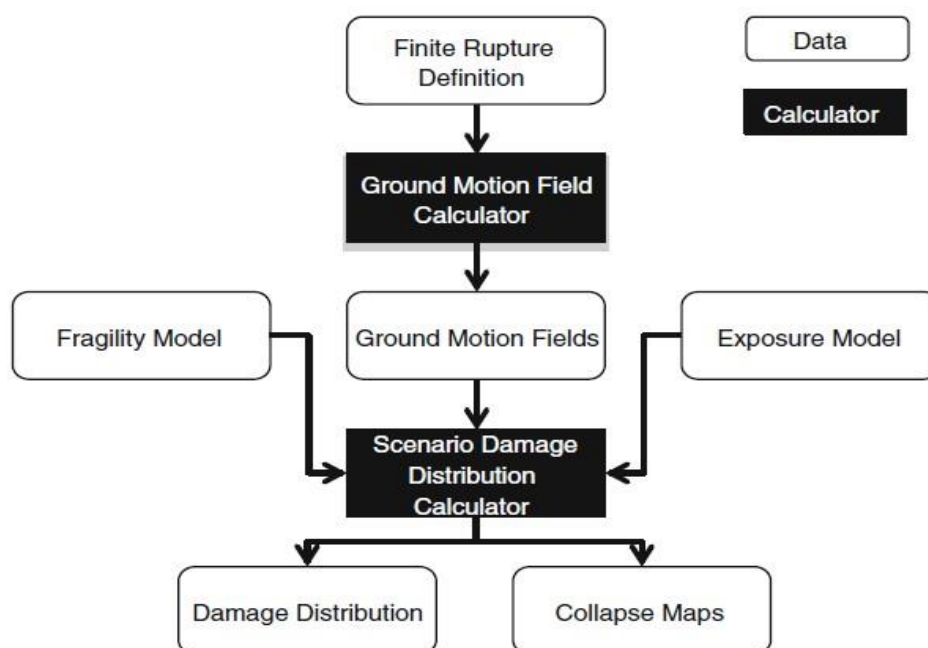 Finite Rupture
Definition
Data
Calculator
Ground Motion Field
Calculator
Fragility Model
Ground Motion Fields
Exposure Model
Scenario Damage
Distribution
Calculator
Damage Distribution
Collapse Maps